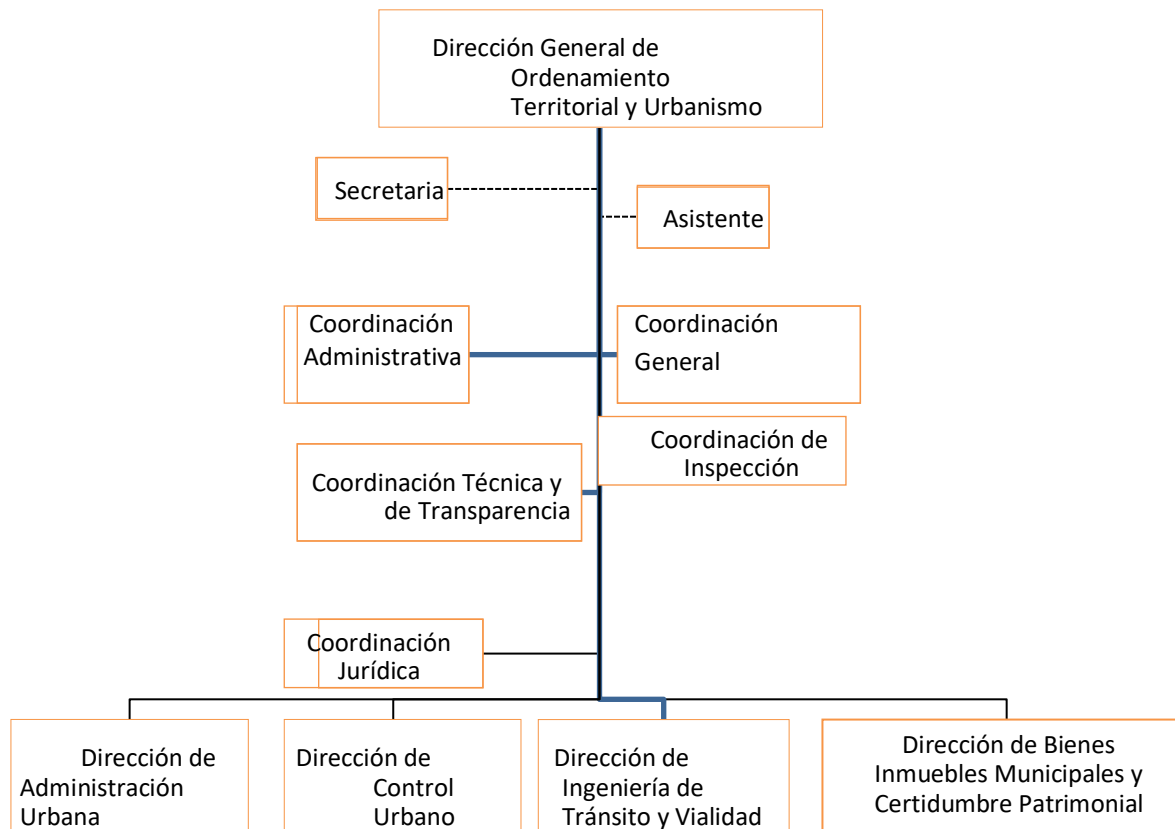 Dirección General de
Ordenamiento
Territorial y Urbanismo
Secretaria
Asistente
Coordinación
Administrativa
Coordinación
General
Coordinación de
Inspección
Coordinación Técnica y
de Transparencia
Coordinación
Jurídica
Dirección de
Administración
Urbana
Dirección de
Control
Urbano
Dirección de
Ingeniería de
Tránsito y Vialidad
Dirección de Bienes
Inmuebles Municipales y
Certidumbre Patrimonial